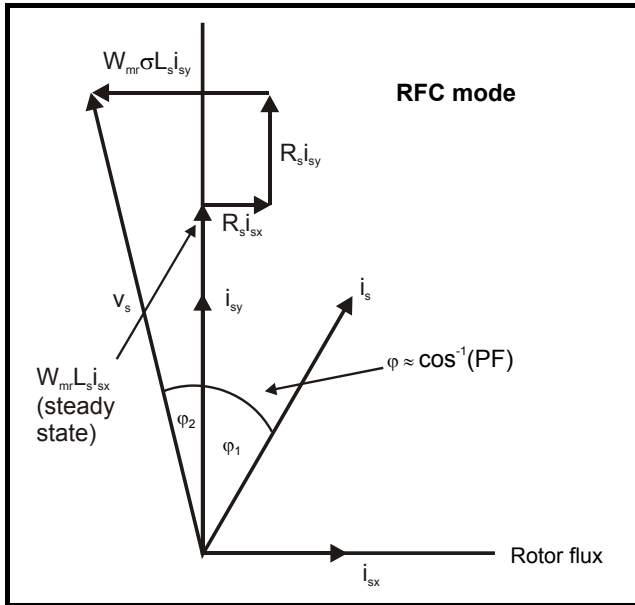 WmrσLsisy
RFC mode
Rsisy
Rsisx
is
vs
isy
φ ≈ cos-1(PF)
WmrLsisx
(steady
state)
φ2
φ1
Rotor flux
isx